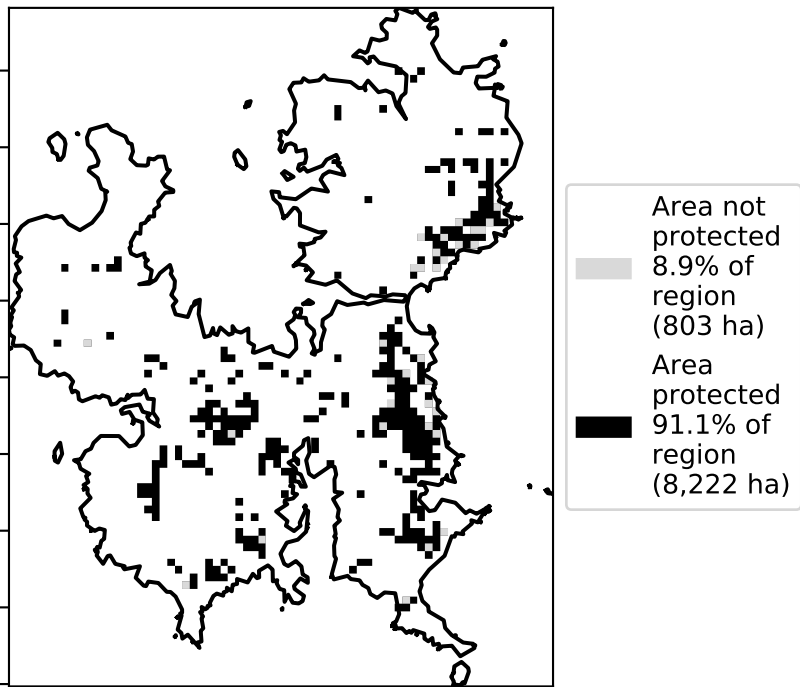 Area not
protected
8.9% of
region
(803 ha)
Area
protected
91.1% of
region
(8,222 ha)